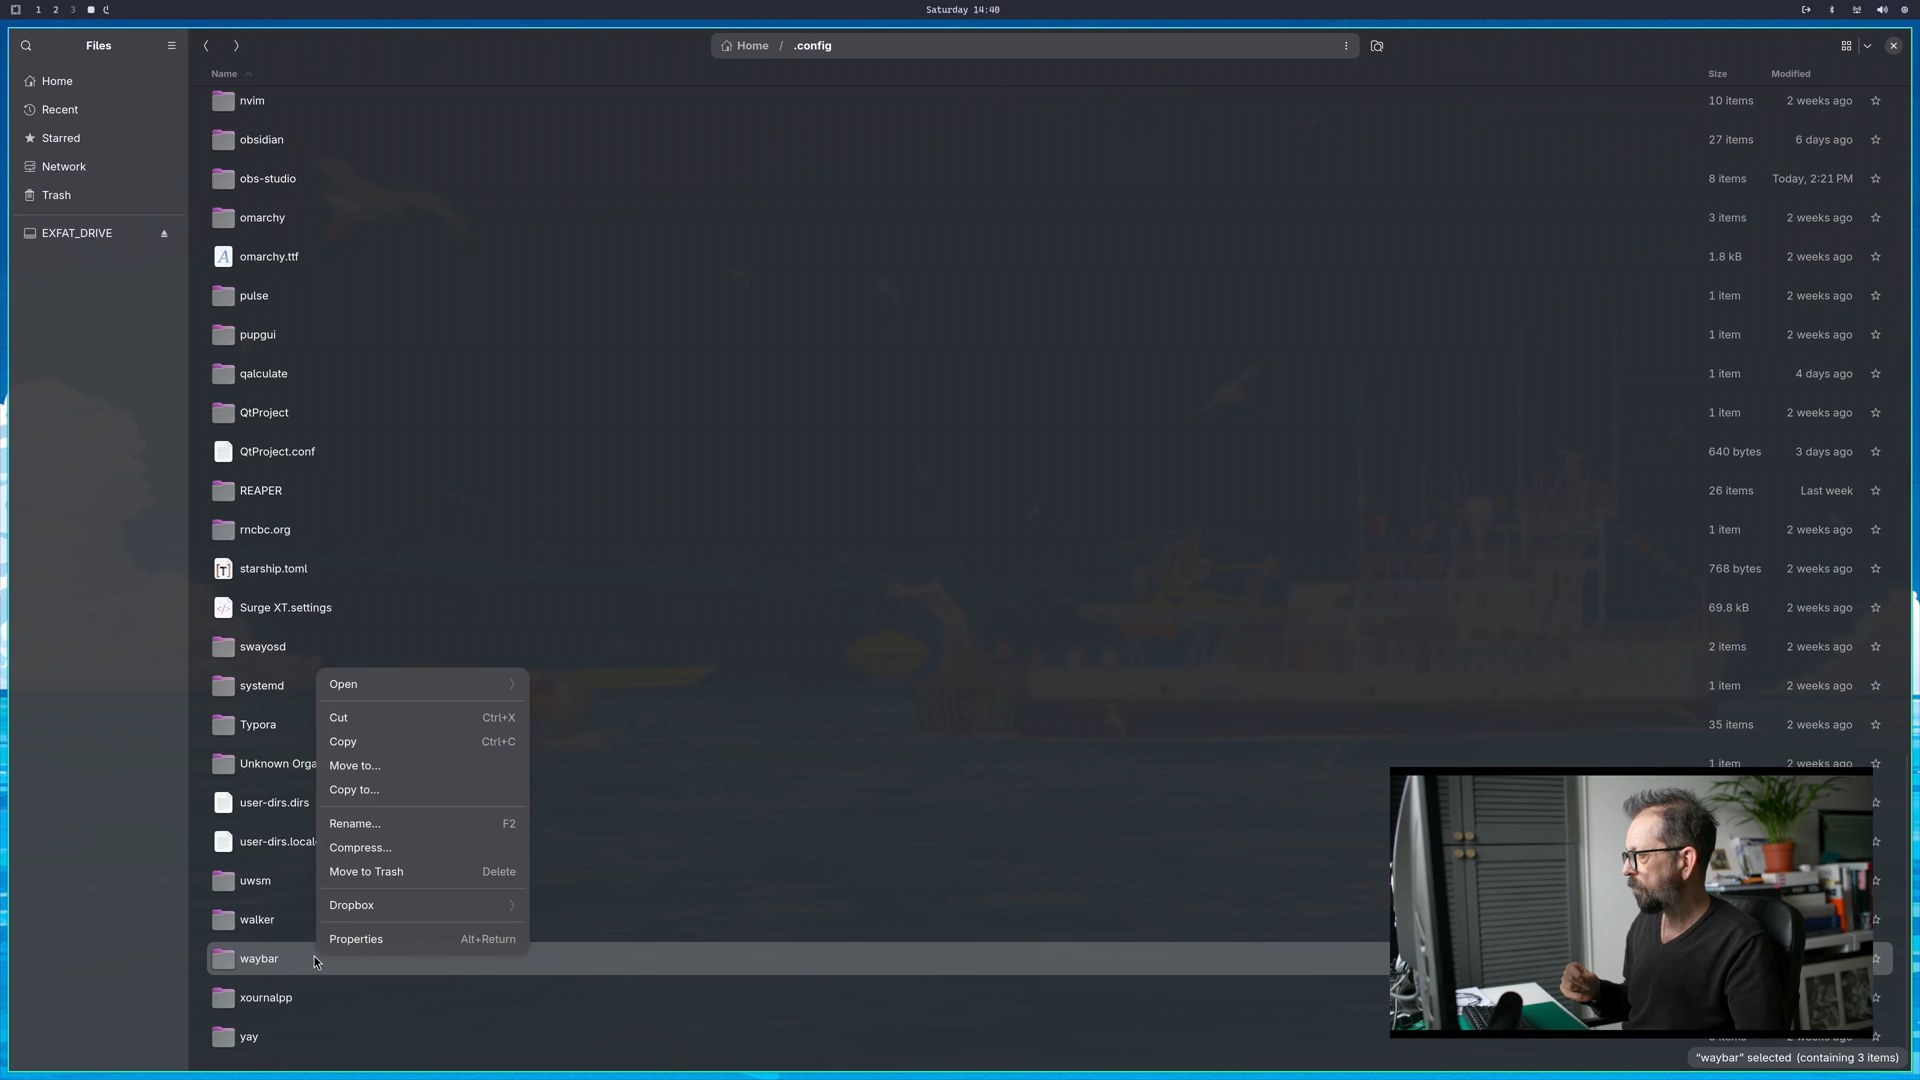 1 2 3
Saturday 14:40
Files
Home / .config
Name Size Modified
Home
Recent
Starred
Network
Trash
EXFAT_DRIVE
nvim 10 items 2 weeks ago
obsidian 27 items 6 days ago
obs-studio 8 items Today, 2:21 PM
omarchy 3 items 2 weeks ago
omarchy.ttf 1.8 kB 2 weeks ago
pulse 1 item 2 weeks ago
pupgui 1 item 2 weeks ago
qalculate 1 item 4 days ago
QtProject 1 item 2 weeks ago
QtProject.conf 640 bytes 3 days ago
REAPER 26 items Last week
rncbc.org 1 item 2 weeks ago
starship.toml 768 bytes 2 weeks ago
Surge XT.settings 69.8 kB 2 weeks ago
swayosd 2 items 2 weeks ago
systemd 1 item 2 weeks ago
Typora 35 items 2 weeks ago
Unknown Orga 1 item 2 weeks ago
user-dirs.dirs
user-dirs.local
uwsm
walker
waybar
xournalpp
yay
Open
Cut Ctrl+X
Copy Ctrl+C
Move to...
Copy to...
Rename... F2
Compress...
Move to Trash Delete
Dropbox
Properties Alt+Return
"waybar" selected (containing 3 items)